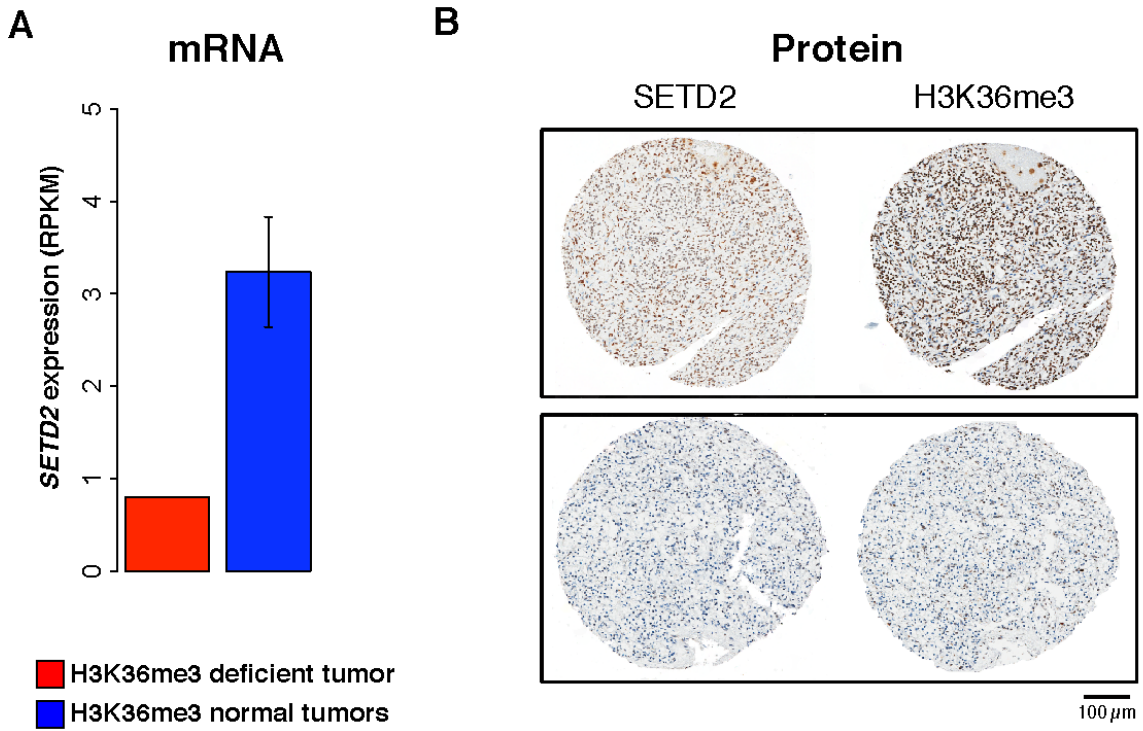 A
mRNA
SETD2 expression (RPKM)
5
4
3
2
1
0
H3K36me3 deficient tumor
H3K36me3 normal tumors
B
Protein
SETD2
H3K36me3
100 µm